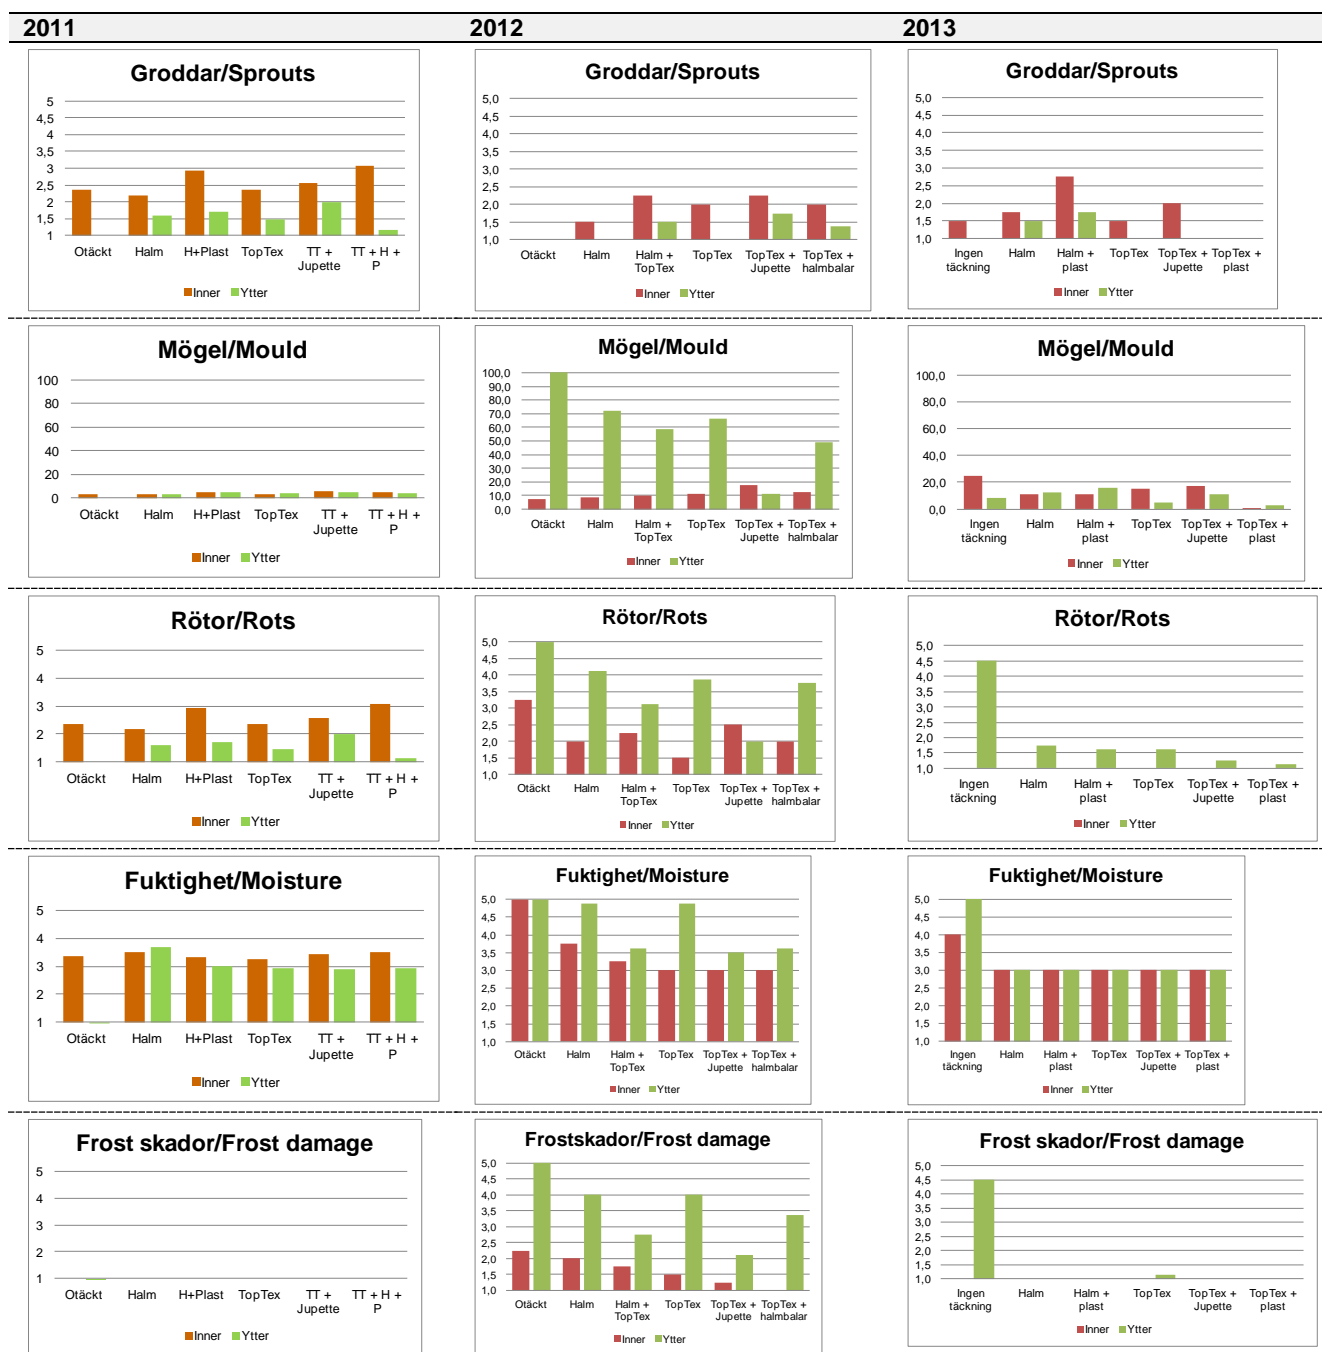 2011 2012 2013
Groddar/Sprouts
5
4,5
4
3,5
3
2,5
2
1,5
1
Otäckt Halm H+Plast TopTex TT + Jupette TT + H + P
Inner Ytter
Groddar/Sprouts
5,0
4,5
4,0
3,5
3,0
2,5
2,0
1,5
1,0
Otäckt Halm Halm + TopTex TopTex TopTex + Jupette TopTex + halmbalar
Inner Ytter
Groddar/Sprouts
5,0
4,5
4,0
3,5
3,0
2,5
2,0
1,5
1,0
Ingen täckning Halm Halm + plast TopTex TopTex + Jupette TopTex + plast
Inner Ytter
Mögel/Mould
100
80
60
40
20
0
Otäckt Halm H+Plast TopTex TT + Jupette TT + H + P
Inner Ytter
Mögel/Mould
100,0
90,0
80,0
70,0
60,0
50,0
40,0
30,0
20,0
10,0
0,0
Otäckt Halm Halm + TopTex TopTex TopTex + Jupette TopTex + halmbalar
Inner Ytter
Mögel/Mould
100,0
80,0
60,0
40,0
20,0
0,0
Ingen täckning Halm Halm + plast TopTex TopTex + Jupette TopTex + plast
Inner Ytter
Rötor/Rots
5
4
3
2
1
Otäckt Halm H+Plast TopTex TT + Jupette TT + H + P
Inner Ytter
Rötor/Rots
5,0
4,5
4,0
3,5
3,0
2,5
2,0
1,5
1,0
Otäckt Halm Halm + TopTex TopTex TopTex + Jupette TopTex + halmbalar
Inner Ytter
Rötor/Rots
5,0
4,5
4,0
3,5
3,0
2,5
2,0
1,5
1,0
Ingen täckning Halm Halm + plast TopTex TopTex + Jupette TopTex + plast
Inner Ytter
Fuktighet/Moisture
5
4
3
2
1
Otäckt Halm H+Plast TopTex TT + Jupette TT + H + P
Inner Ytter
Fuktighet/Moisture
5,0
4,5
4,0
3,5
3,0
2,5
2,0
1,5
1,0
Otäckt Halm Halm + TopTex TopTex TopTex + Jupette TopTex + halmbalar
Inner Ytter
Fuktighet/Moisture
5,0
4,5
4,0
3,5
3,0
2,5
2,0
1,5
1,0
Ingen täckning Halm Halm + plast TopTex TopTex + Jupette TopTex + plast
Inner Ytter
Frost skador/Frost damage
5
4
3
2
1
Otäckt Halm H+Plast TopTex TT + Jupette TT + H + P
Inner Ytter
Frostskador/Frost damage
5,0
4,5
4,0
3,5
3,0
2,5
2,0
1,5
1,0
Otäckt Halm Halm + TopTex TopTex TopTex + Jupette TopTex + halmbalar
Inner Ytter
Frost skador/Frost damage
5,0
4,5
4,0
3,5
3,0
2,5
2,0
1,5
1,0
Ingen täckning Halm Halm + plast TopTex TopTex + Jupette TopTex + plast
Inner Ytter